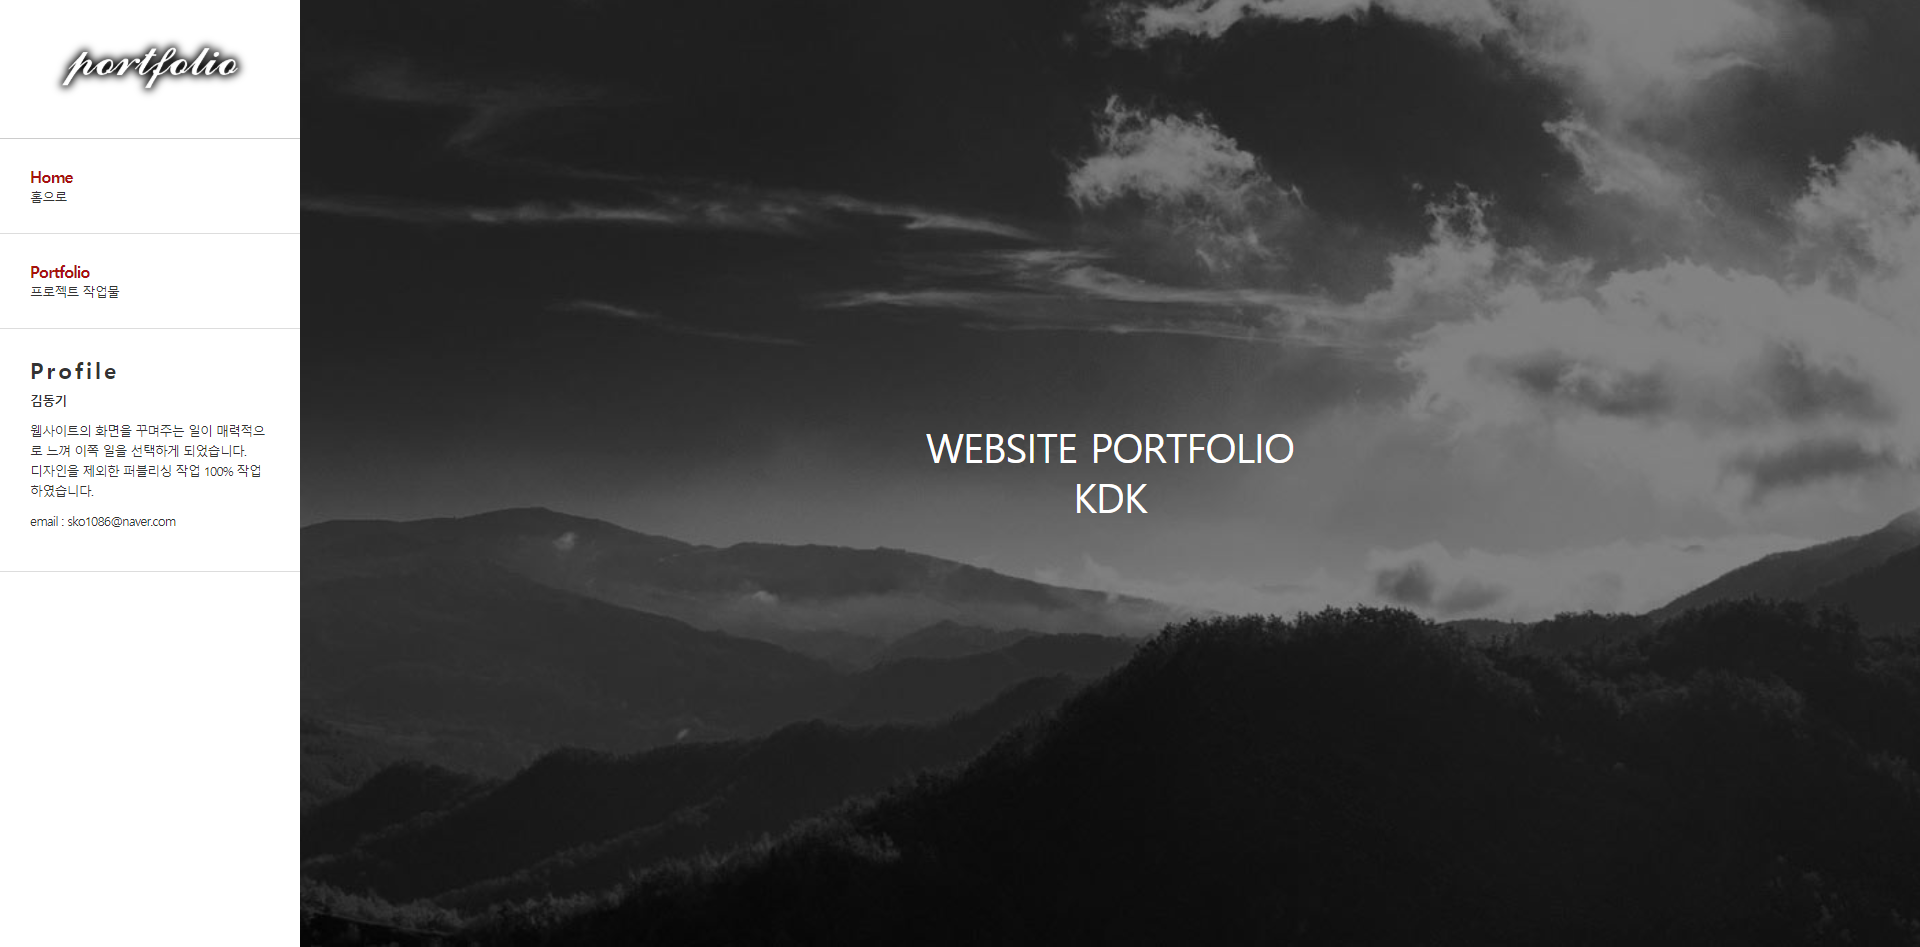 portfolio
Home
홈으로
Portfolio
프로젝트 작업물
Profile
김동기
웹사이트의 화면을 꾸며주는 일이 매력적으
로 느껴 이쪽 일을 선택하게 되었습니다.
디자인을 제외한 퍼블리싱 작업 100% 작업
하였습니다.
email : sko1086@naver.com
WEBSITE PORTFOLIO
KDK